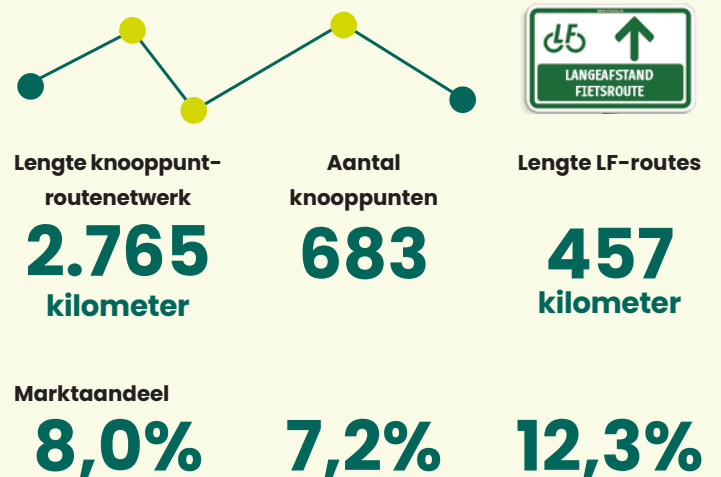 LF
LANGEAFSTAND
FIETSROUTE
Lengte knooppunt-
routenetwerk
2.765
kilometer
Aantal
knooppunten
683
Lengte LF-routes
457
kilometer
Marktaandeel
8,0%
7,2%
12,3%